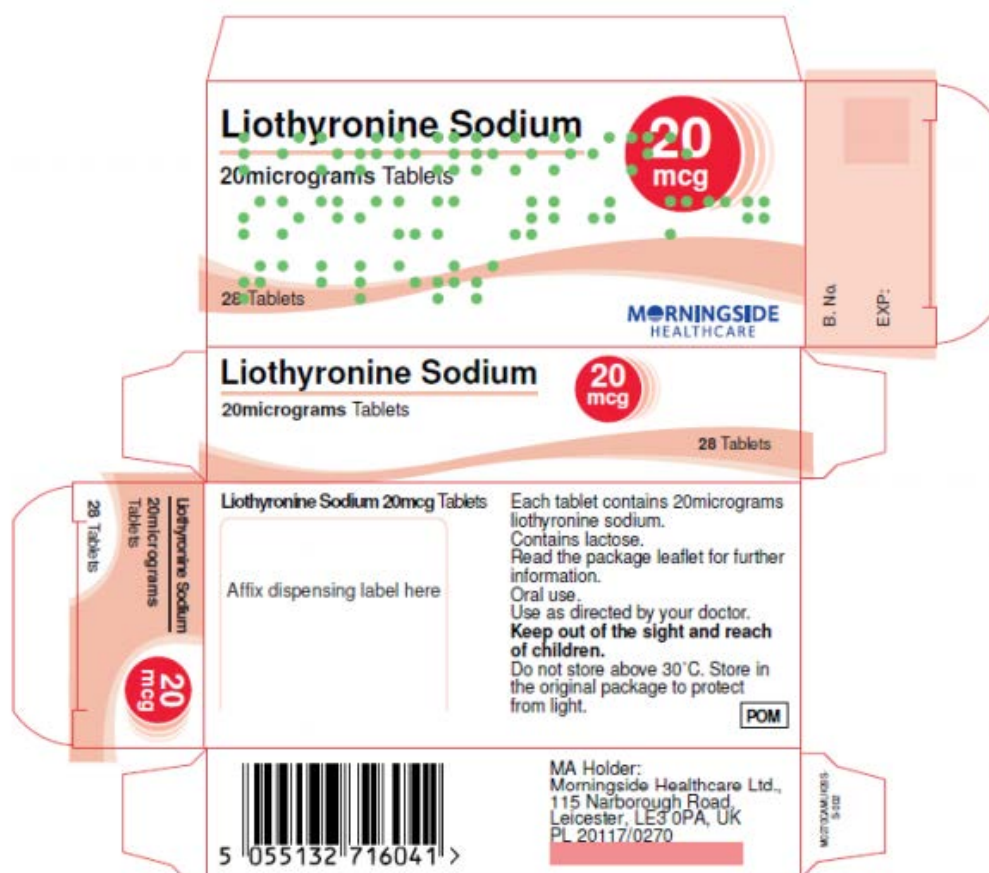 Liothyronine Sodium
20micrograms Tablets
20
mcg
28 Tablets
MORNINGSIDE
HEALTHCARE
B. No.
EXP:
Liothyronine Sodium
20micrograms Tablets
20
mcg
28 Tablets
Liothyronine Sodium
20micrograms
Tablets
28 Tablets
20
mcg
Liothyronine Sodium 20mcg Tablets
Affix dispensing label here
Each tablet contains 20micrograms
liothyronine sodium.
Contains lactose.
Read the package leaflet for further
information.
Oral use.
Use as directed by your doctor.
Keep out of the sight and reach
of children.
Do not store above 30°C. Store in
the original package to protect
from light.
POM
5 055132 716041 >
MA Holder:
Morningside Healthcare Ltd.,
115 Narborough Road,
Leicester, LE3 0PA, UK
PL 20117/0270